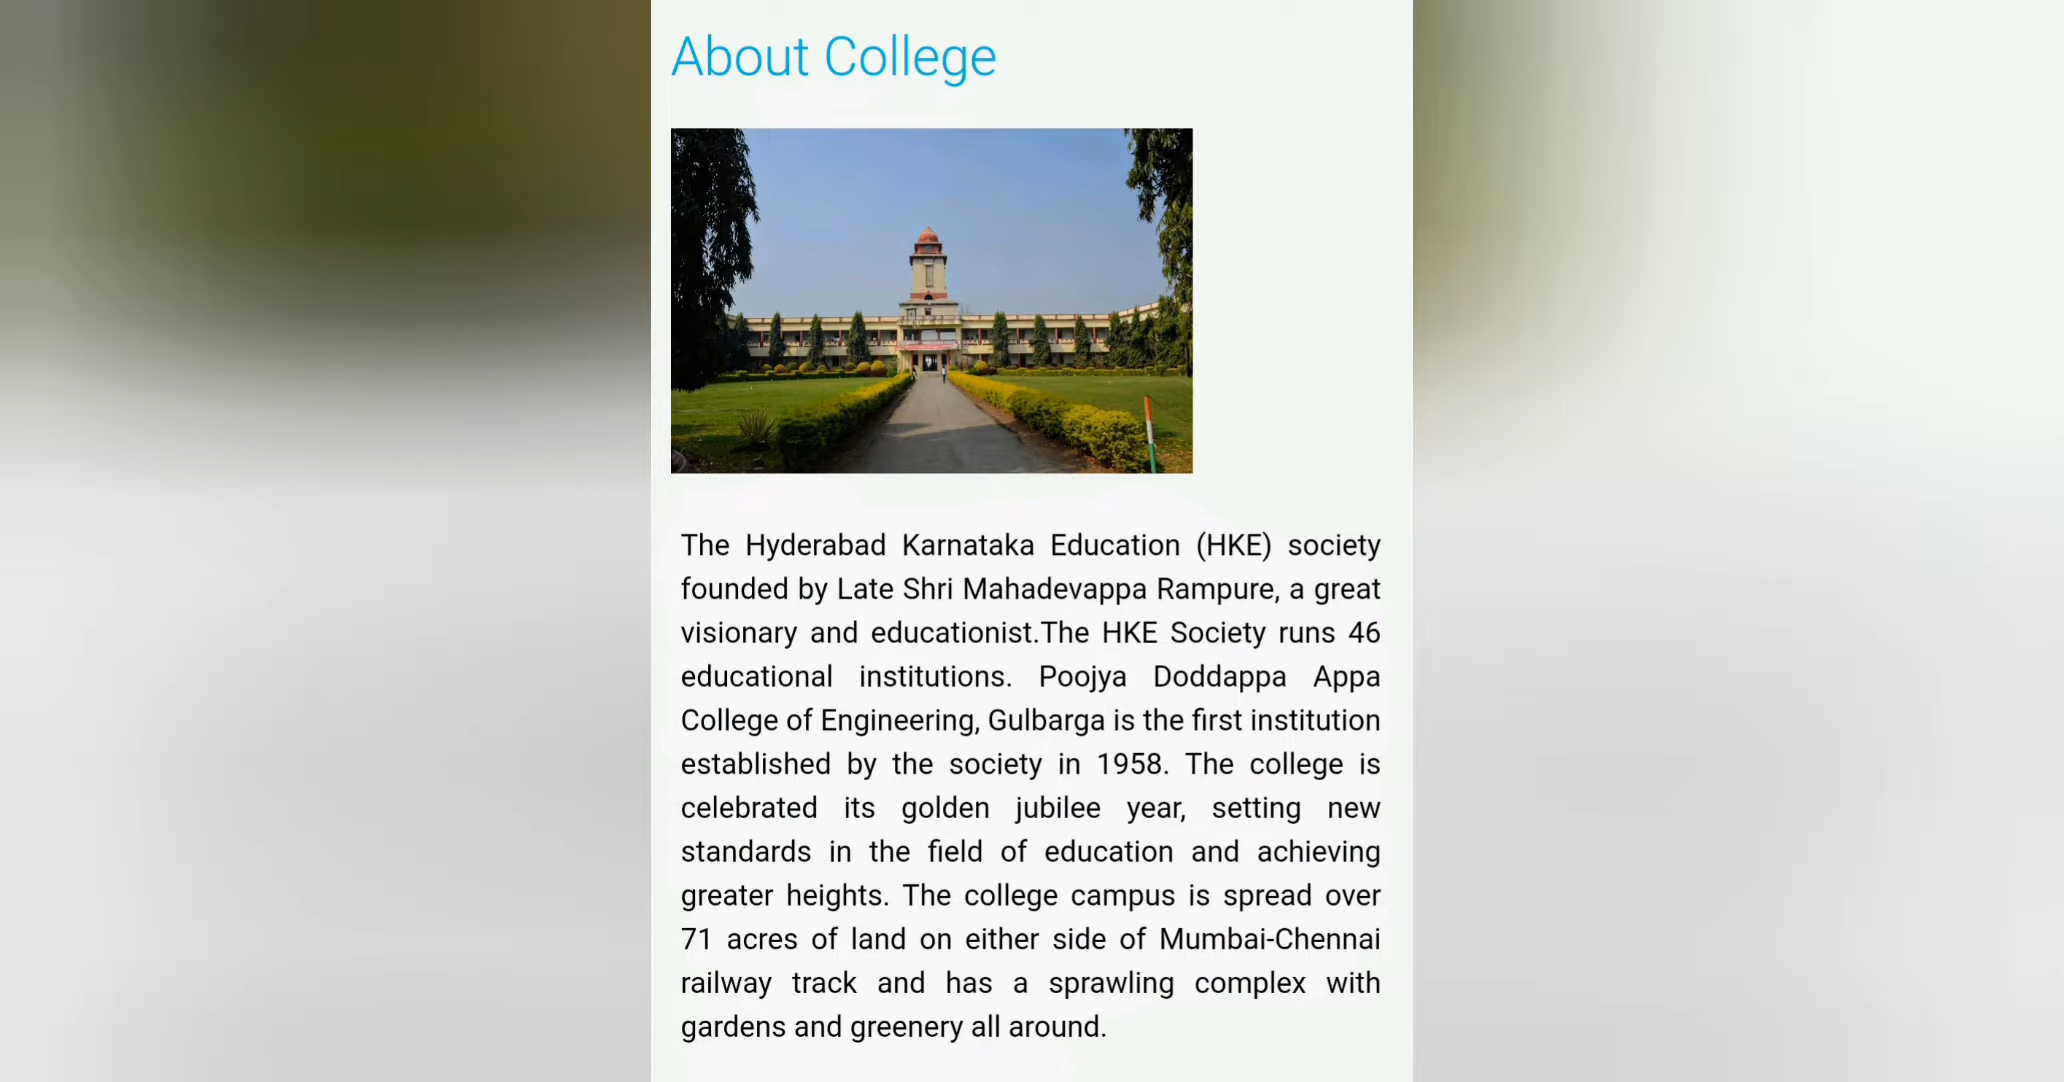 About College
The Hyderabad Karnataka Education (HKE) society
founded by Late Shri Mahadevappa Rampure, a great
visionary and educationist.The HKE Society runs 46
educational institutions. Poojya Doddappa Appa
College of Engineering, Gulbarga is the first institution
established by the society in 1958. The college is
celebrated its golden jubilee year, setting new
standards in the field of education and achieving
greater heights. The college campus is spread over
71 acres of land on either side of Mumbai-Chennai
railway track and has a sprawling complex with
gardens and greenery all around.